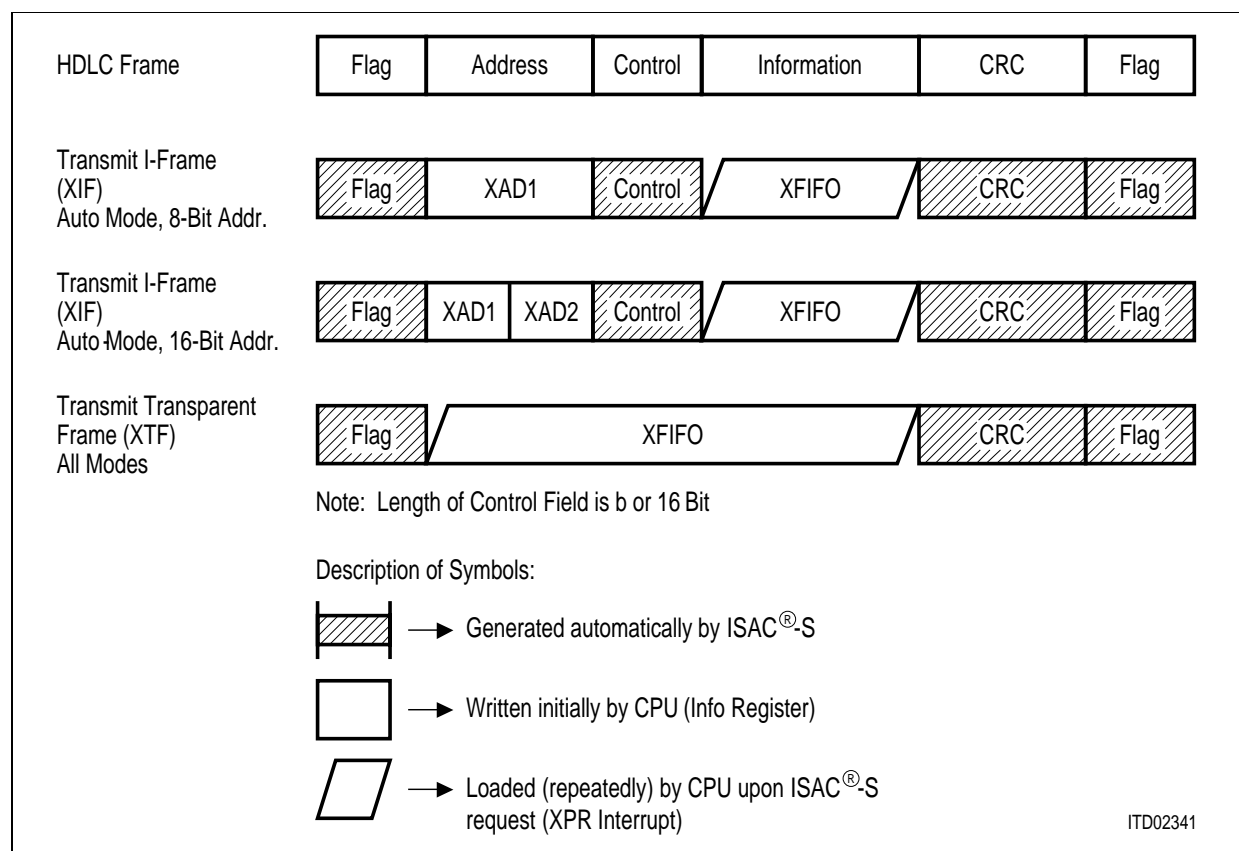 HDLC Frame
Flag Address Control Information CRC Flag
Transmit I-Frame
(XIF)
Auto Mode, 8-Bit Addr.
Flag XAD1 Control XFIFO CRC Flag
Transmit I-Frame
(XIF)
Auto-Mode, 16-Bit Addr.
Flag XAD1 XAD2 Control XFIFO CRC Flag
Transmit Transparent
Frame (XTF)
All Modes
Flag XFIFO CRC Flag
Note: Length of Control Field is b or 16 Bit
Description of Symbols:
Generated automatically by ISAC®-S
Written initially by CPU (Info Register)
Loaded (repeatedly) by CPU upon ISAC®-S
request (XPR Interrupt)
ITD02341